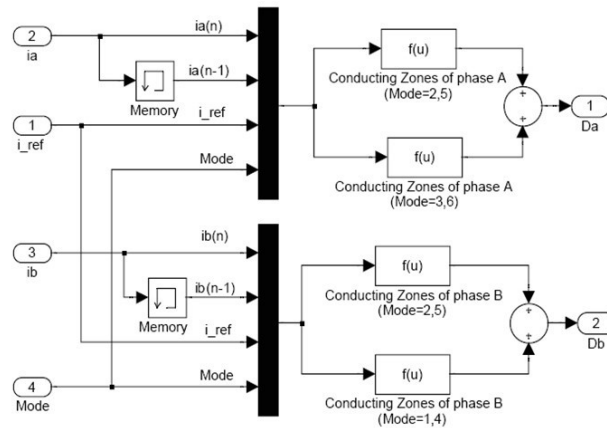 2
ia
ia(n)
ia(n-1)
Memory
1
i_ref
i_ref
Mode
f(u)
Conducting Zones of phase A
(Mode=2,5)
f(u)
Conducting Zones of phase A
(Mode=3,6)
+
+
1
Da
3
ib
ib(n)
ib(n-1)
Memory
i_ref
4
Mode
Mode
f(u)
Conducting Zones of phase B
(Mode=2,5)
f(u)
Conducting Zones of phase B
(Mode=1,4)
+
+
2
Db